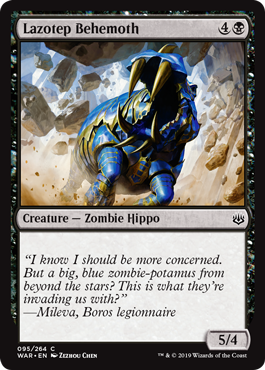 Lazotep Behemoth 4
Creature — Zombie Hippo
“I know I should be more concerned.
But a big, blue zombie-potamus from
beyond the stars? This is what they’re
invading us with?”
—Mileva, Boros legionnaire
5/4
095/264 C
WAR • EN ZEZHOU CHEN
™ & © 2019 Wizards of the Coast